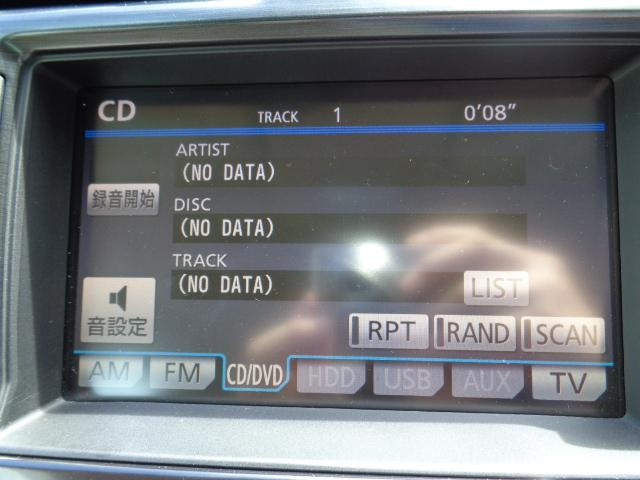 CD TRACK 1 0'08"
ARTIST
(NO DATA)
録音開始
DISC
(NO DATA)
TRACK
(NO DATA) LIST
音設定
RPT RAND SCAN
AM FM CD/DVD HDD USB AUX TV